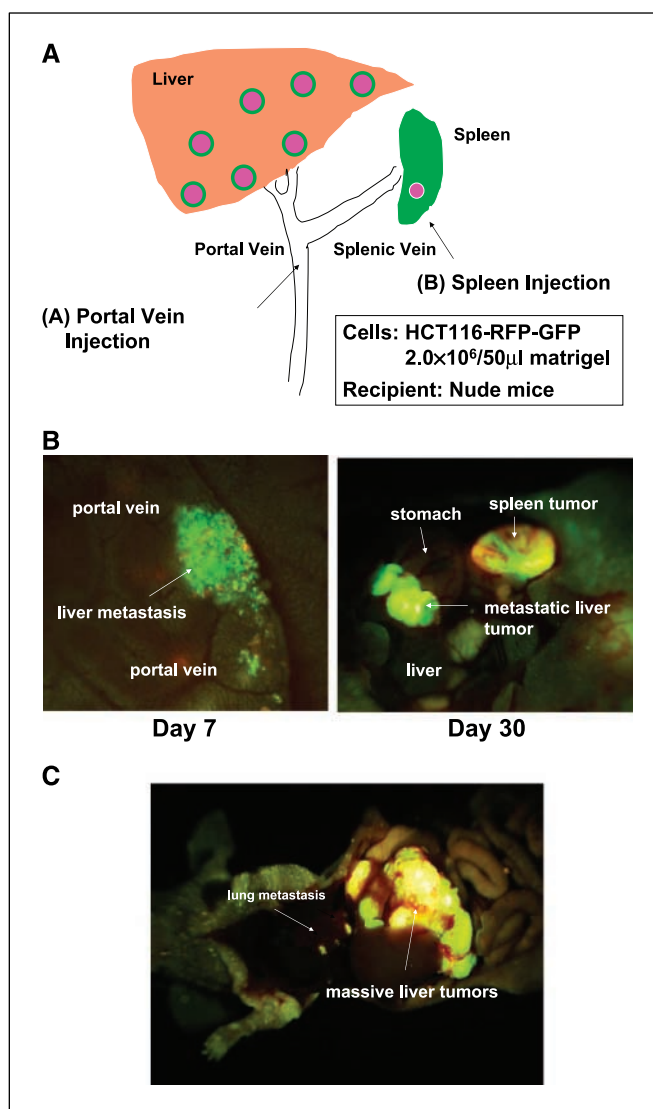 A
Liver
Spleen
Portal Vein
Splenic Vein
(B) Spleen Injection
(A) Portal Vein
Injection
Cells: HCT116-RFP-GFP
2.0×10⁶/50μl matrigel
Recipient: Nude mice
B
portal vein
liver metastasis
portal vein
Day 7
stomach
spleen tumor
metastatic liver
tumor
liver
Day 30
C
lung metastasis
massive liver tumors